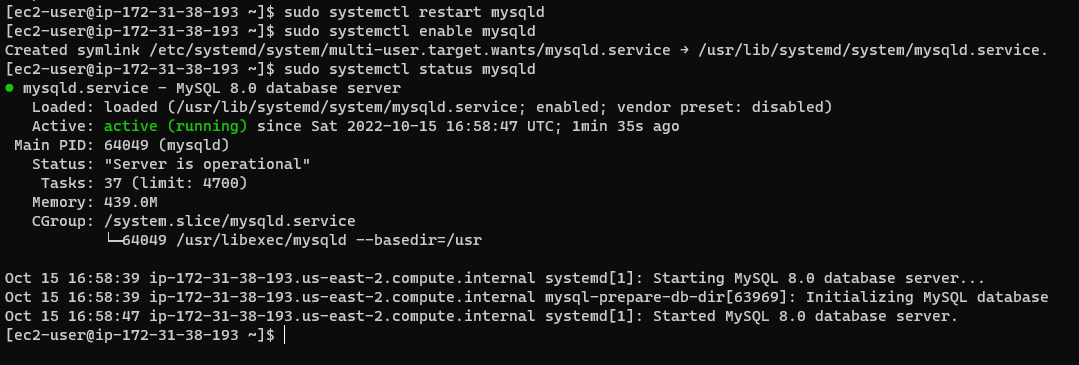 [ec2-user@ip-172-31-38-193 ~]$ sudo systemctl restart mysqld
[ec2-user@ip-172-31-38-193 ~]$ sudo systemctl enable mysqld
Created symlink /etc/systemd/system/multi-user.target.wants/mysqld.service → /usr/lib/systemd/system/mysqld.service.
[ec2-user@ip-172-31-38-193 ~]$ sudo systemctl status mysqld
● mysqld.service - MySQL 8.0 database server
   Loaded: loaded (/usr/lib/systemd/system/mysqld.service; enabled; vendor preset: disabled)
   Active: active (running) since Sat 2022-10-15 16:58:47 UTC; 1min 35s ago
 Main PID: 64049 (mysqld)
   Status: "Server is operational"
    Tasks: 37 (limit: 4700)
   Memory: 439.0M
   CGroup: /system.slice/mysqld.service
           └─64049 /usr/libexec/mysqld --basedir=/usr

Oct 15 16:58:39 ip-172-31-38-193.us-east-2.compute.internal systemd[1]: Starting MySQL 8.0 database server...
Oct 15 16:58:39 ip-172-31-38-193.us-east-2.compute.internal mysql-prepare-db-dir[63969]: Initializing MySQL database
Oct 15 16:58:47 ip-172-31-38-193.us-east-2.compute.internal systemd[1]: Started MySQL 8.0 database server.
[ec2-user@ip-172-31-38-193 ~]$